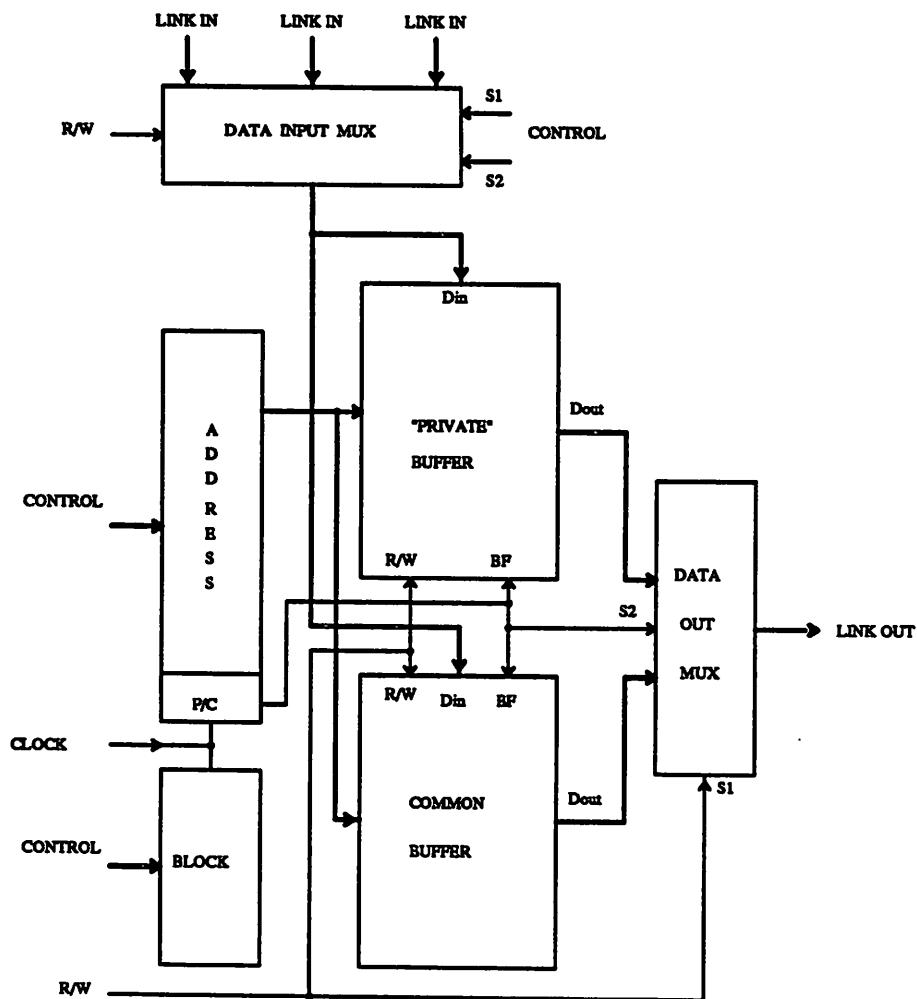 LINK IN
LINK IN
LINK IN
R/W
DATA INPUT MUX
S1
CONTROL
S2
Din
ADDRESS
"PRIVATE"
BUFFER
Dout
CONTROL
R/W
BF
DATA
S2
OUT
LINK OUT
MUX
P/C
R/W
Din
BF
CLOCK
S1
COMMON
Dout
CONTROL
BLOCK
BUFFER
R/W